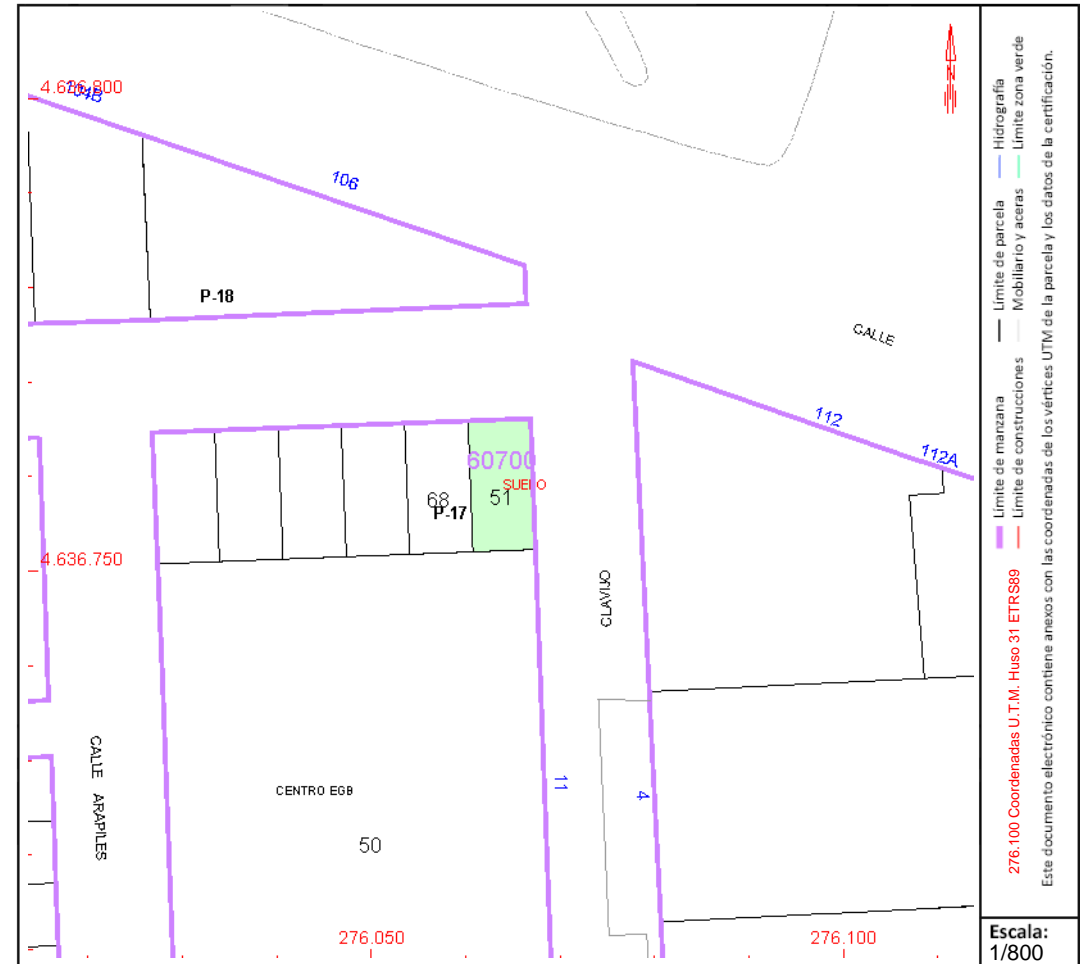 4.636.800
104B
106
P-18
CALLE
112
112A
60700
SUELO
68
51
P-17
4.636.750
CLAVIJO
CALLE ARAPILES
CENTRO EGB
11
4
50
276.050
276.100
N
276.100 Coordenadas U.T.M. Huso 31 ETRS89
Límite de manzana
Límite de parcela
Hidrografía
Límite de construcciones
Mobiliario y aceras
Límite zona verde
Este documento electrónico contiene anexos con las coordenadas de los vértices UTM de la parcela y los datos de la certificación.
Escala:
1/800